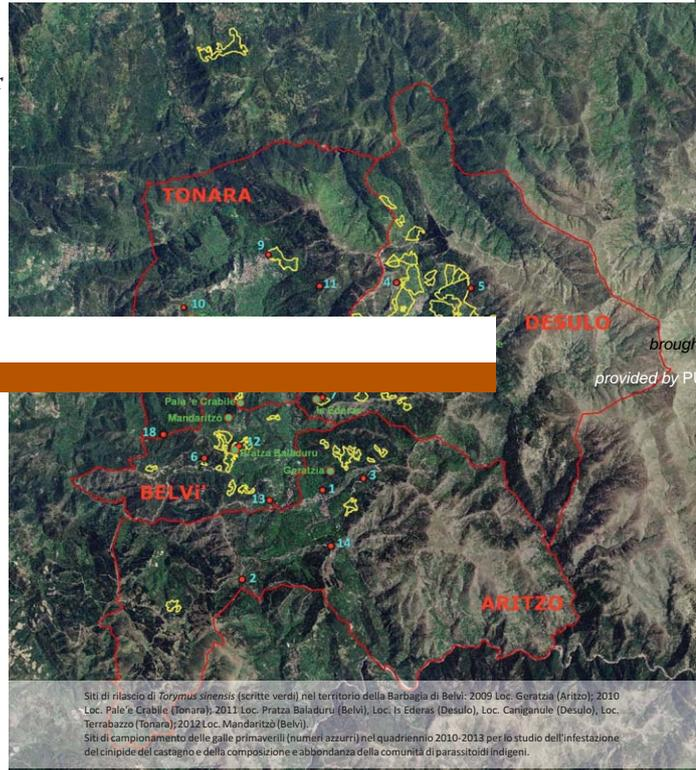 TONARA
9
11
4
5
10
DESULO
brough
provided by P
Pale 'e Crabile
Is Ederas
Mandaritzò
18
12
Pratza Baladuru
6
Geratzia
3
BELVi'
1
13
14
2
ARITZO
Siti di rilascio di Torymus sinensis (scritte verdi) nel territorio della Barbagia di Belvì: 2009 Loc. Geratzia (Aritzo); 2010
Loc. Pale'e Crabile (Tonara); 2011 Loc. Pratza Baladuru (Belvì), Loc. Is Ederas (Desulo), Loc. Caniganule (Desulo), Loc.
Terrabazzo (Tonara); 2012 Loc. Mandaritzò (Belvì).
Siti di campionamento delle galle primaverili (numeri azzurri) nel quadriennio 2010-2013 per lo studio dell'infestazione
del cinipide del castagno e della composizione e abbondanza della comunità di parassitoidi indigeni.